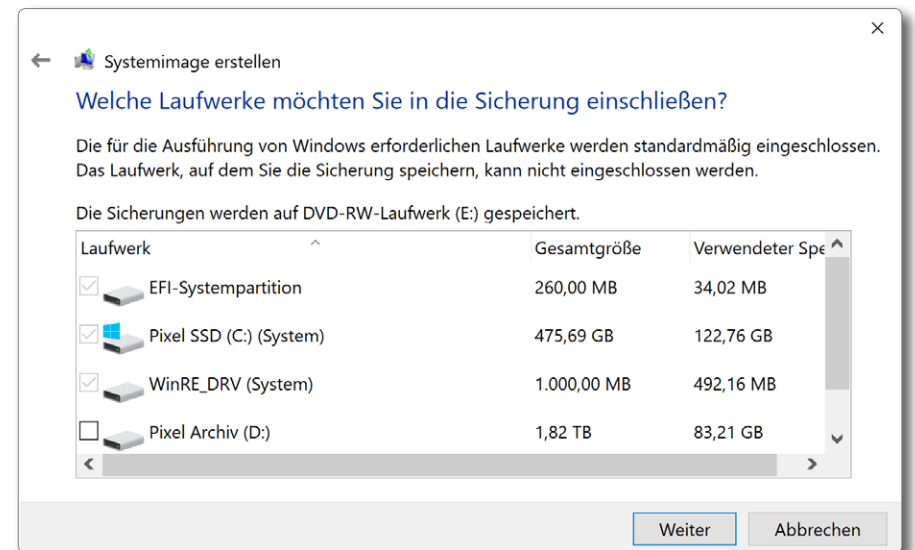 Systemimage erstellen
Welche Laufwerke möchten Sie in die Sicherung einschließen?
Die für die Ausführung von Windows erforderlichen Laufwerke werden standardmäßig eingeschlossen.
Das Laufwerk, auf dem Sie die Sicherung speichern, kann nicht eingeschlossen werden.
Die Sicherungen werden auf DVD-RW-Laufwerk (E:) gespeichert.
Laufwerk Gesamtgröße Verwendeter Spe
EFI-Systempartition 260,00 MB 34,02 MB
Pixel SSD (C:) (System) 475,69 GB 122,76 GB
WinRE_DRV (System) 1.000,00 MB 492,16 MB
Pixel Archiv (D:) 1,82 TB 83,21 GB
Weiter Abbrechen